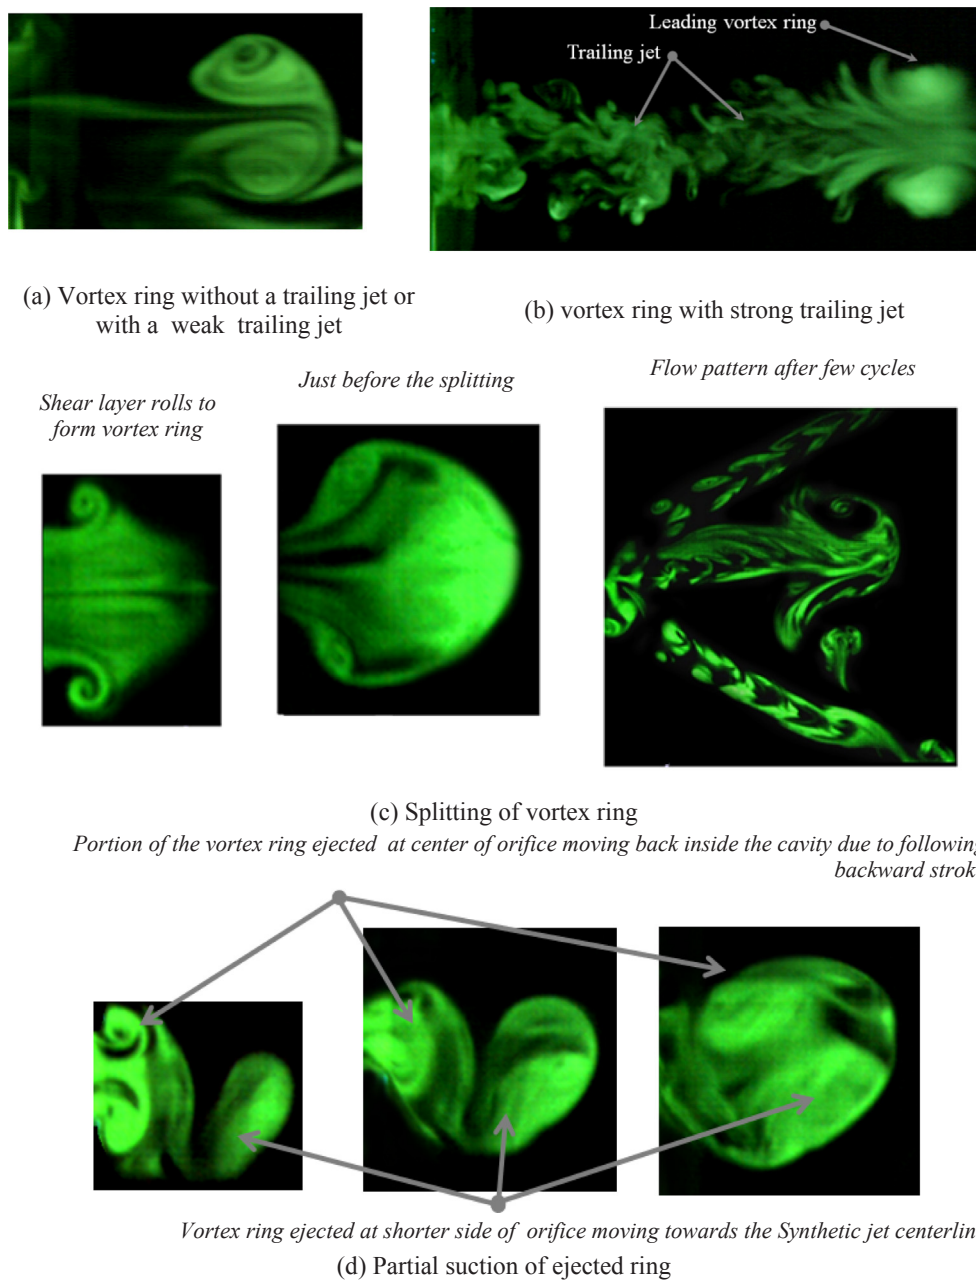 Leading vortex ring
Trailing jet
(a) Vortex ring without a trailing jet or
with a weak trailing jet
(b) vortex ring with strong trailing jet
Shear layer rolls to
form vortex ring
Just before the splitting
Flow pattern after few cycles
(c) Splitting of vortex ring
Portion of the vortex ring ejected at center of orifice moving back inside the cavity due to following
backward strok
Vortex ring ejected at shorter side of orifice moving towards the Synthetic jet centerlin
(d) Partial suction of ejected ring